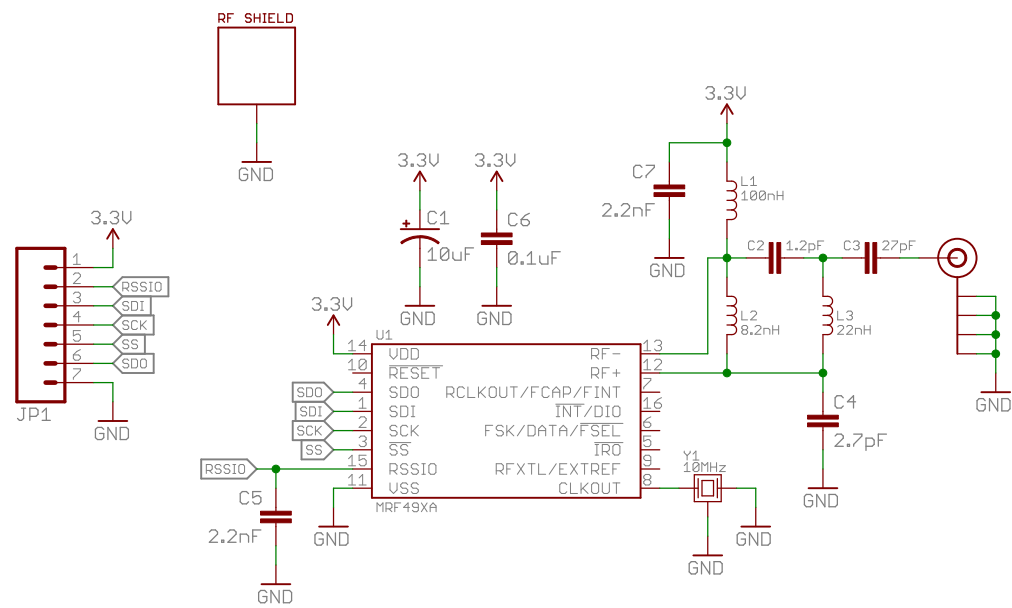 RF SHIELD
GND
3.3V
1
2
3
4
5
6
7
RSSIO
SDI
SCK
SS
SDO
JP1
GND
3.3V
C1
10uF
GND
3.3V
C6
0.1uF
GND
3.3V
C7
2.2nF
GND
L1
100nH
C2
1.2pF
C3
27pF
L2
8.2nH
L3
22nH
C4
2.7pF
GND
GND
3.3V
U1
14 VDD
10 RESET
4 SDO
1 SDI
2 SCK
3 SS
15 RSSIO
11 VSS
RF- 13
RF+ 12
RCLKOUT/FCAP/FINT 7
INT/DIO 16
FSK/DATA/FSEL 6
IRO 5
RFXTL/EXTREF 9
CLKOUT 8
MRF49XA
SDO
SDI
SCK
SS
RSSIO
C5
2.2nF
GND
GND
Y1
10MHz
GND
GND